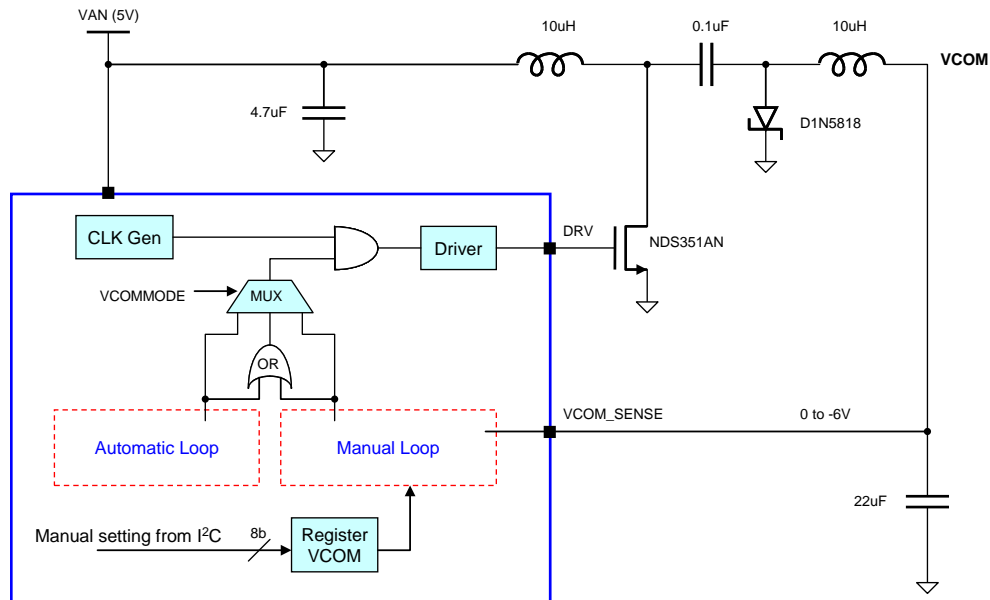 VAN (5V)
10uH
0.1uF
10uH
VCOM
4.7uF
D1N5818
CLK Gen
Driver
DRV
NDS351AN
VCOMMODE
MUX
OR
VCOM_SENSE
0 to -6V
Automatic Loop
Manual Loop
22uF
Manual setting from I²C
8b
Register
VCOM